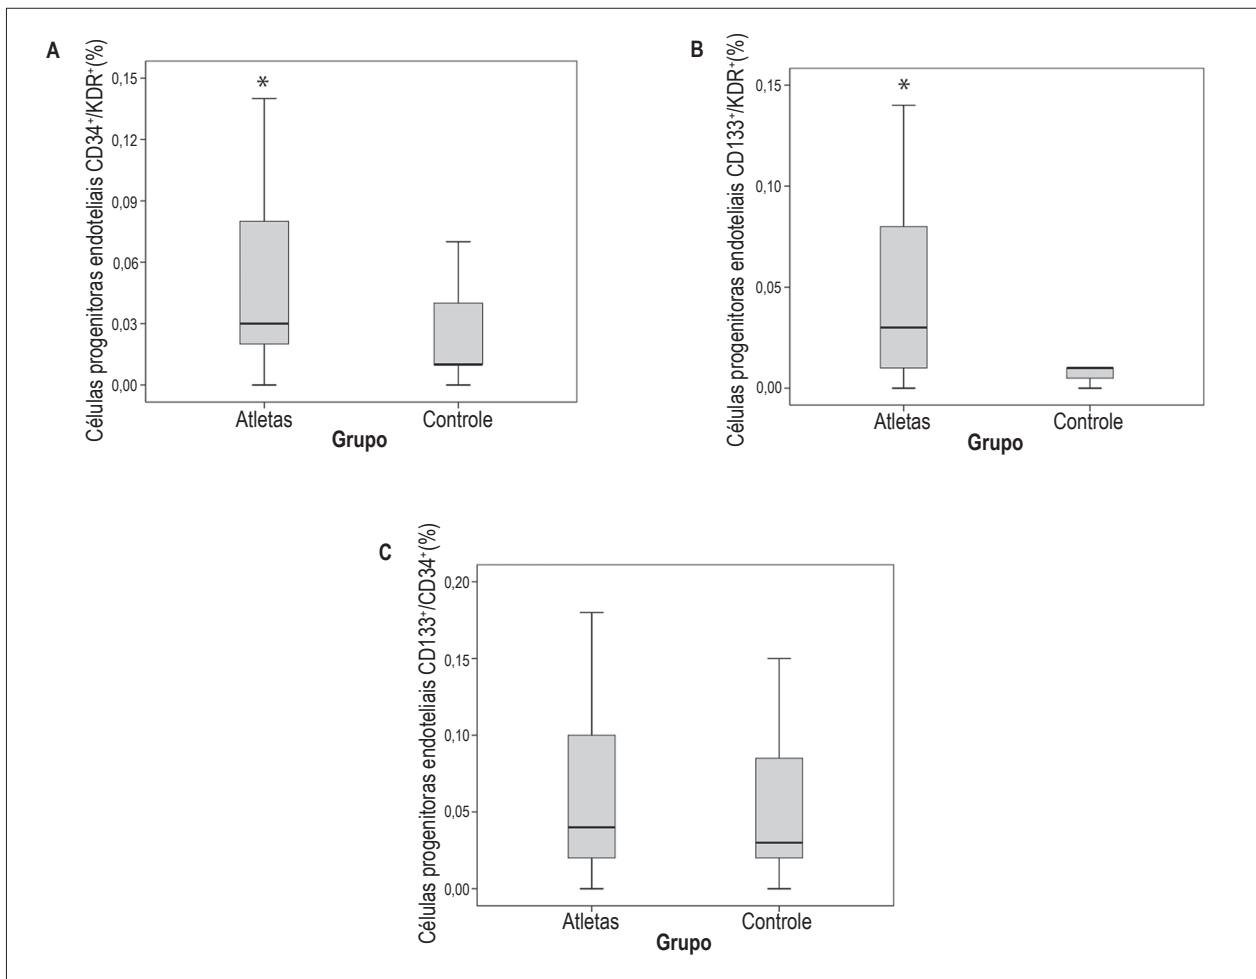 A
Células progenitoras endoteliais CD34⁺/KDR⁺(%)
0,15
0,12
0,09
0,06
0,03
0,00
*
Atletas Controle
Grupo
B
Células progenitoras endoteliais CD133⁺/KDR⁺(%)
0,15
0,10
0,05
0,00
*
Atletas Controle
Grupo
C
Células progenitoras endoteliais CD133⁺/CD34⁺(%)
0,20
0,15
0,10
0,05
0,00
Atletas Controle
Grupo